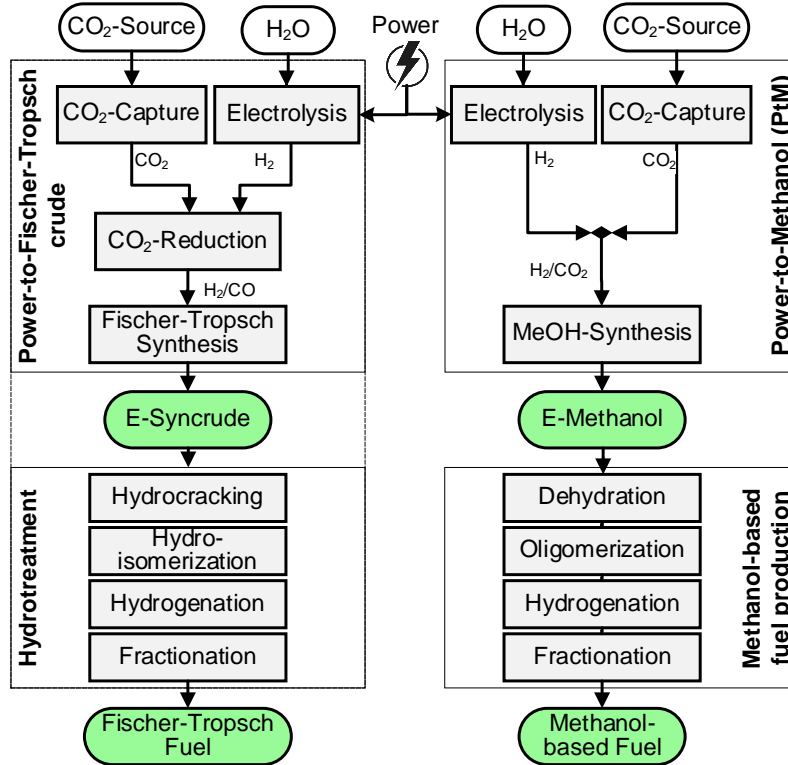 CO₂-Source
H₂O
Power
H₂O
CO₂-Source
Power-to-Fischer-Tropsch
crude
CO₂-Capture
Electrolysis
Electrolysis
CO₂-Capture
Power-to-Methanol (PtM)
CO₂
H₂
H₂
CO₂
CO₂-Reduction
H₂/CO
H₂/CO₂
Fischer-Tropsch
Synthesis
MeOH-Synthesis
E-Syncrude
E-Methanol
Hydrotreatment
Hydrocracking
Hydro-
isomerization
Hydrogenation
Fractionation
Dehydration
Oligomerization
Hydrogenation
Fractionation
Methanol-based
fuel production
Fischer-Tropsch
Fuel
Methanol-
based Fuel